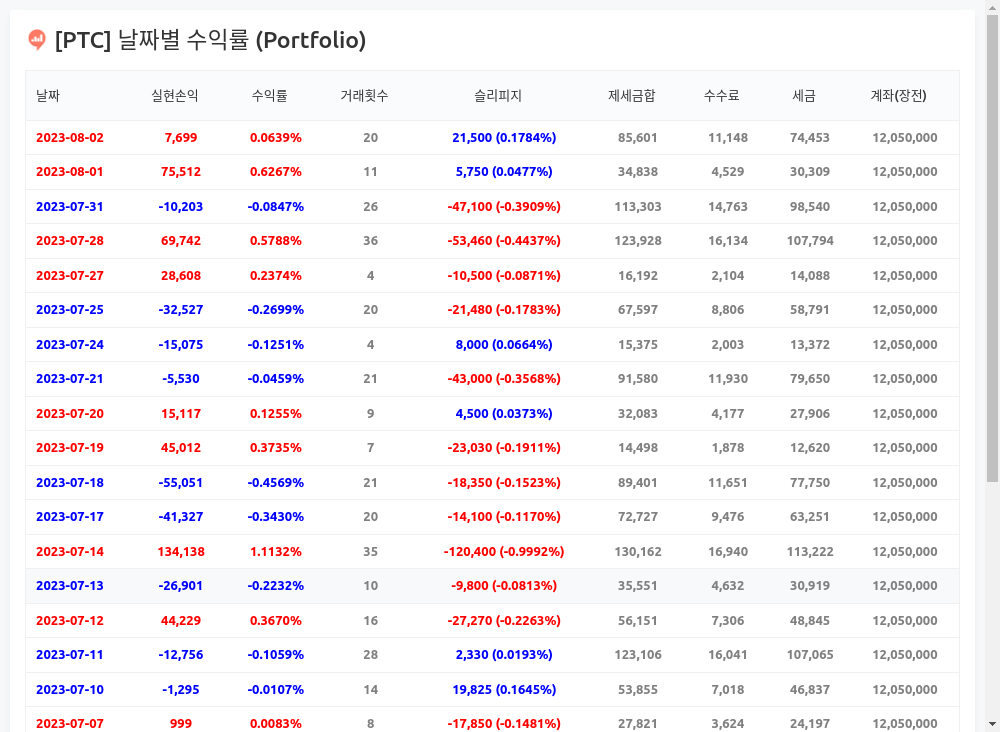 [PTC] 날짜별 수익률 (Portfolio)
날짜 실현손익 수익률 거래횟수 슬리피지 제세금합 수수료 세금 계좌(장전)
2023-08-02 7,699 0.0639% 20 21,500 (0.1784%) 85,601 11,148 74,453 12,050,000
2023-08-01 75,512 0.6267% 11 5,750 (0.0477%) 34,838 4,529 30,309 12,050,000
2023-07-31 -10,203 -0.0847% 26 -47,100 (-0.3909%) 113,303 14,763 98,540 12,050,000
2023-07-28 69,742 0.5788% 36 -53,460 (-0.4437%) 123,928 16,134 107,794 12,050,000
2023-07-27 28,608 0.2374% 4 -10,500 (-0.0871%) 16,192 2,104 14,088 12,050,000
2023-07-25 -32,527 -0.2699% 20 -21,480 (-0.1783%) 67,597 8,806 58,791 12,050,000
2023-07-24 -15,075 -0.1251% 4 8,000 (0.0664%) 15,375 2,003 13,372 12,050,000
2023-07-21 -5,530 -0.0459% 21 -43,000 (-0.3568%) 91,580 11,930 79,650 12,050,000
2023-07-20 15,117 0.1255% 9 4,500 (0.0373%) 32,083 4,177 27,906 12,050,000
2023-07-19 45,012 0.3735% 7 -23,030 (-0.1911%) 14,498 1,878 12,620 12,050,000
2023-07-18 -55,051 -0.4569% 21 -18,350 (-0.1523%) 89,401 11,651 77,750 12,050,000
2023-07-17 -41,327 -0.3430% 20 -14,100 (-0.1170%) 72,727 9,476 63,251 12,050,000
2023-07-14 134,138 1.1132% 35 -120,400 (-0.9992%) 130,162 16,940 113,222 12,050,000
2023-07-13 -26,901 -0.2232% 10 -9,800 (-0.0813%) 35,551 4,632 30,919 12,050,000
2023-07-12 44,229 0.3670% 16 -27,270 (-0.2263%) 56,151 7,306 48,845 12,050,000
2023-07-11 -12,756 -0.1059% 28 2,330 (0.0193%) 123,106 16,041 107,065 12,050,000
2023-07-10 -1,295 -0.0107% 14 19,825 (0.1645%) 53,855 7,018 46,837 12,050,000
2023-07-07 999 0.0083% 8 -17,850 (-0.1481%) 27,821 3,624 24,197 12,050,000